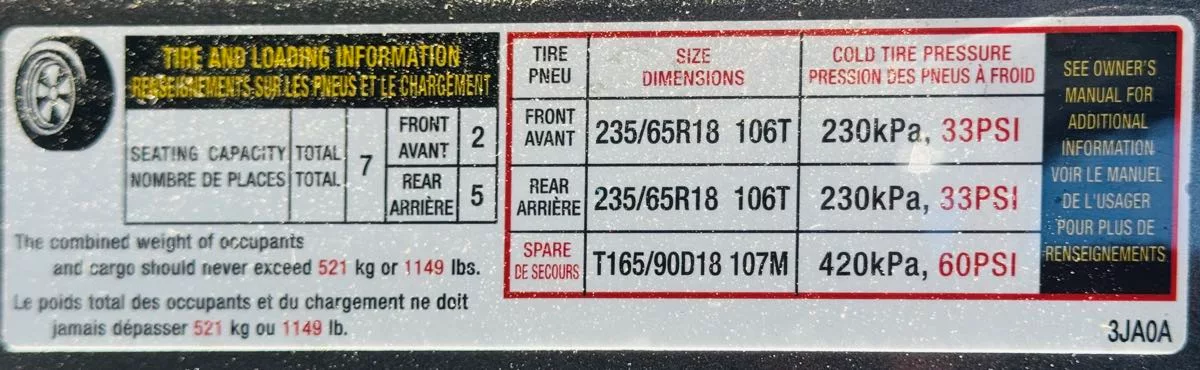 TIRE AND LOADING INFORMATION
RENSEIGNEMENTS SUR LES PNEUS ET LE CHARGEMENT
SEATING CAPACITY TOTAL 7 FRONT AVANT 2
NOMBRE DE PLACES TOTAL REAR ARRIÈRE 5
The combined weight of occupants
and cargo should never exceed 521 kg or 1149 lbs.
Le poids total des occupants et du chargement ne doit
jamais dépasser 521 kg ou 1149 lb.
TIRE SIZE COLD TIRE PRESSURE
PNEU DIMENSIONS PRESSION DES PNEUS À FROID
FRONT
AVANT 235/65R18 106T 230kPa, 33PSI
REAR
ARRIÈRE 235/65R18 106T 230kPa, 33PSI
SPARE
DE SECOURS T165/90D18 107M 420kPa, 60PSI
SEE OWNER'S
MANUAL FOR
ADDITIONAL
INFORMATION
VOIR LE MANUEL
DE L'USAGER
POUR PLUS DE
RENSEIGNEMENTS
3JA0A